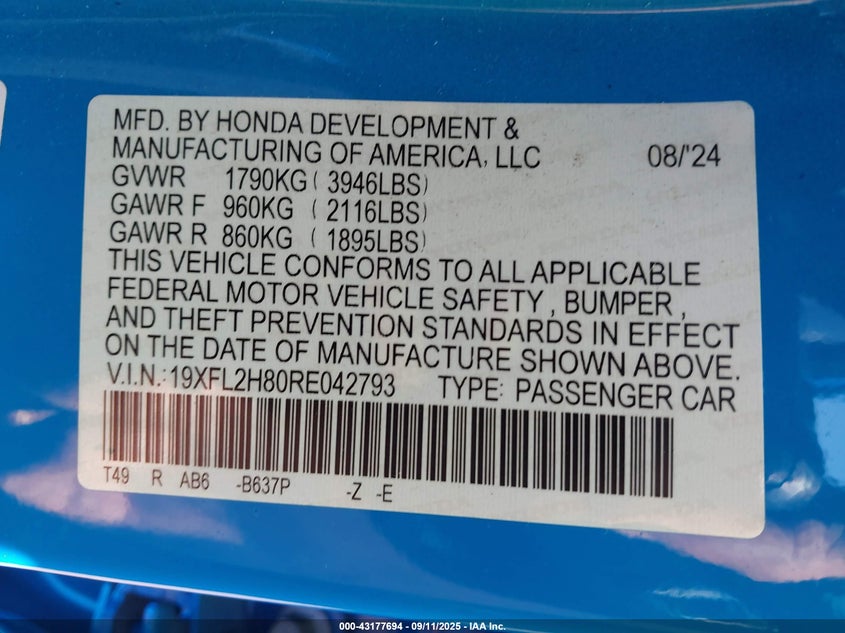 MFD. BY HONDA DEVELOPMENT &
MANUFACTURING OF AMERICA, LLC 08/'24
GVWR 1790KG ( 3946LBS)
GAWR F 960KG ( 2116LBS)
GAWR R 860KG ( 1895LBS)
THIS VEHICLE CONFORMS TO ALL APPLICABLE
FEDERAL MOTOR VEHICLE SAFETY , BUMPER ,
AND THEFT PREVENTION STANDARDS IN EFFECT
ON THE DATE OF MANUFACTURE SHOWN ABOVE.
V.I.N.: 19XFL2H80RE042793 TYPE: PASSENGER CAR
T49 R AB6 -B637P -Z -E
000-43177694 - 09/11/2025 - IAA Inc.